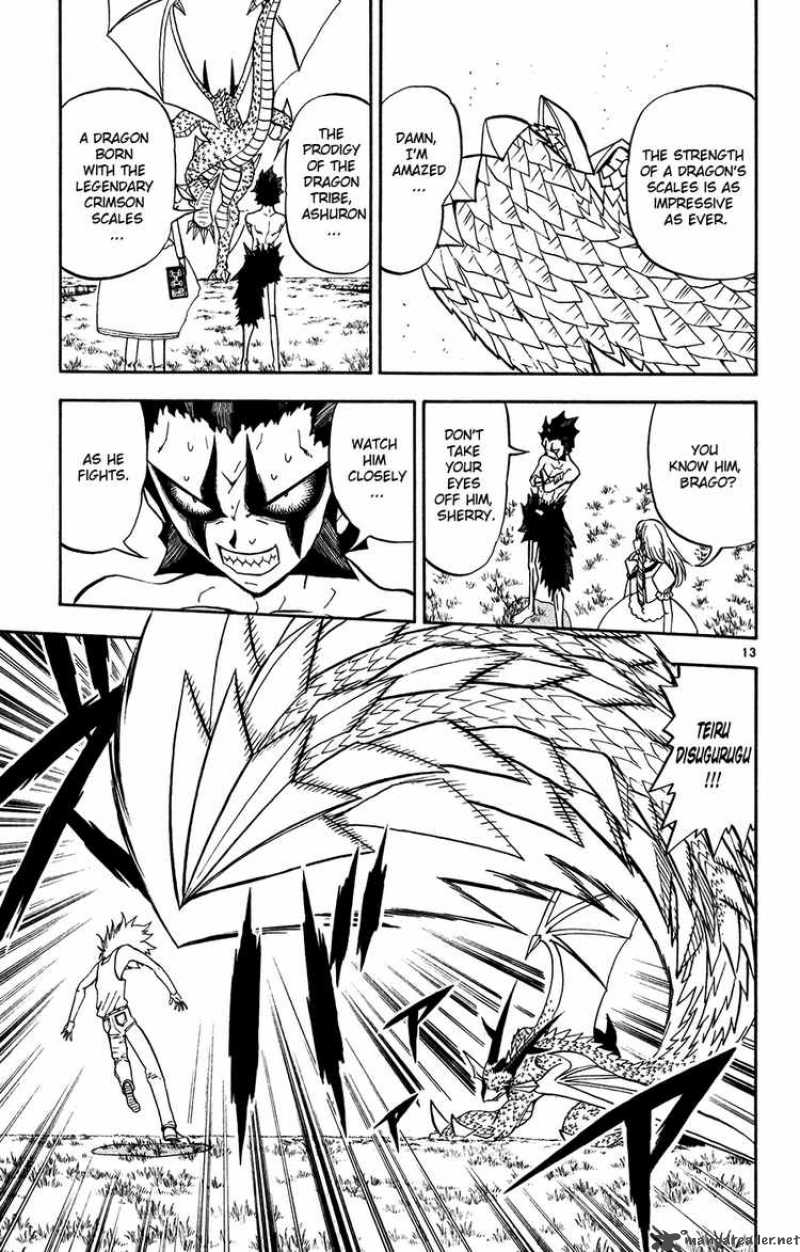 THE STRENGTH
OF A DRAGON'S
SCALES IS AS
IMPRESSIVE
AS EVER.
DAMN,
I'M
AMAZED
...
THE
PRODIGY
OF THE
DRAGON
TRIBE,
ASHURON
A
DRAGON
BORN
WITH THE
LEGENDARY
CRIMSON
SCALES
...
YOU
KNOW HIM,
BRAGO?
DON'T
TAKE
YOUR
EYES
OFF HIM,
SHERRY.
WATCH
HIM
CLOSELY
...
AS HE
FIGHTS.
13
TEIRU
DISUGURUGU
!!!
mangareader.net